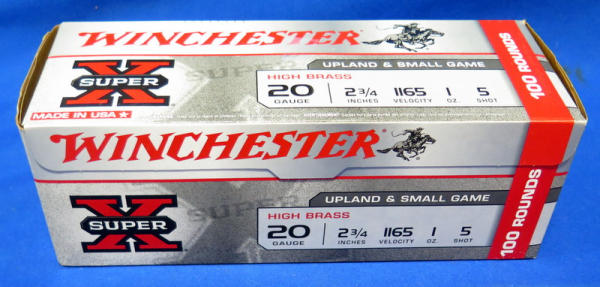 WINCHESTER
SUPER X
MADE IN USA★
UPLAND & SMALL GAME
HIGH BRASS
20 2 3/4 1165 1 5
GAUGE INCHES VELOCITY OZ. SHOT
100 ROUNDS
WINCHESTER
SUPER X
UPLAND & SMALL GAME
HIGH BRASS
20 2 3/4 1165 1 5
GAUGE INCHES VELOCITY OZ. SHOT
100 ROUNDS